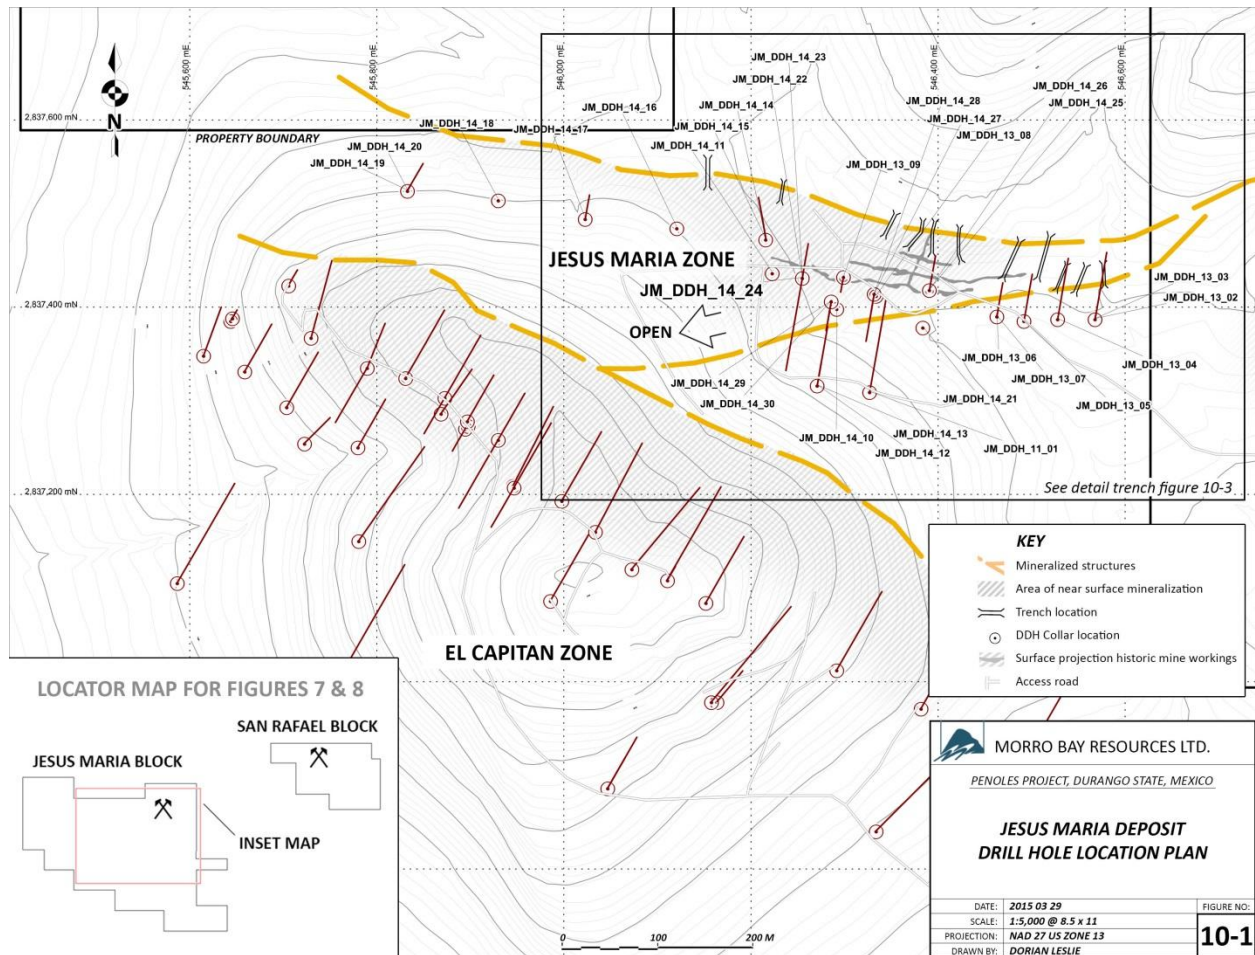 545,600 mE
545,800 mE
546,000 mE
546,400 mE
546,600 mE
2,837,600 mN
2,837,400 mN
2,837,200 mN
N
PROPERTY BOUNDARY
JM_DDH_14_18
JM_DDH_14_17
JM_DDH_14_16
JM_DDH_14_20
JM_DDH_14_19
JM_DDH_14_23
JM_DDH_14_22
JM_DDH_14_14
JM_DDH_14_15
JM_DDH_14_11
JM_DDH_14_26
JM_DDH_14_25
JM_DDH_14_28
JM_DDH_14_27
JM_DDH_13_08
JM_DDH_13_09
JESUS MARIA ZONE
JM_DDH_14_24
OPEN
JM_DDH_13_03
JM_DDH_13_02
JM_DDH_13_06
JM_DDH_13_04
JM_DDH_13_07
JM_DDH_14_29
JM_DDH_14_30
JM_DDH_14_21
JM_DDH_13_05
JM_DDH_14_10
JM_DDH_14_13
JM_DDH_14_12
JM_DDH_11_01
See detail trench figure 10-3
EL CAPITAN ZONE
KEY
Mineralized structures
Area of near surface mineralization
Trench location
DDH Collar location
Surface projection historic mine workings
Access road
LOCATOR MAP FOR FIGURES 7 & 8
SAN RAFAEL BLOCK
JESUS MARIA BLOCK
INSET MAP
0 100 200 M
MORRO BAY RESOURCES LTD.
PENOLES PROJECT, DURANGO STATE, MEXICO
JESUS MARIA DEPOSIT
DRILL HOLE LOCATION PLAN
DATE: 2015 03 29
SCALE: 1:5,000 @ 8.5 x 11
PROJECTION: NAD 27 US ZONE 13
DRAWN BY: DORIAN LESLIE
FIGURE NO:
10-1